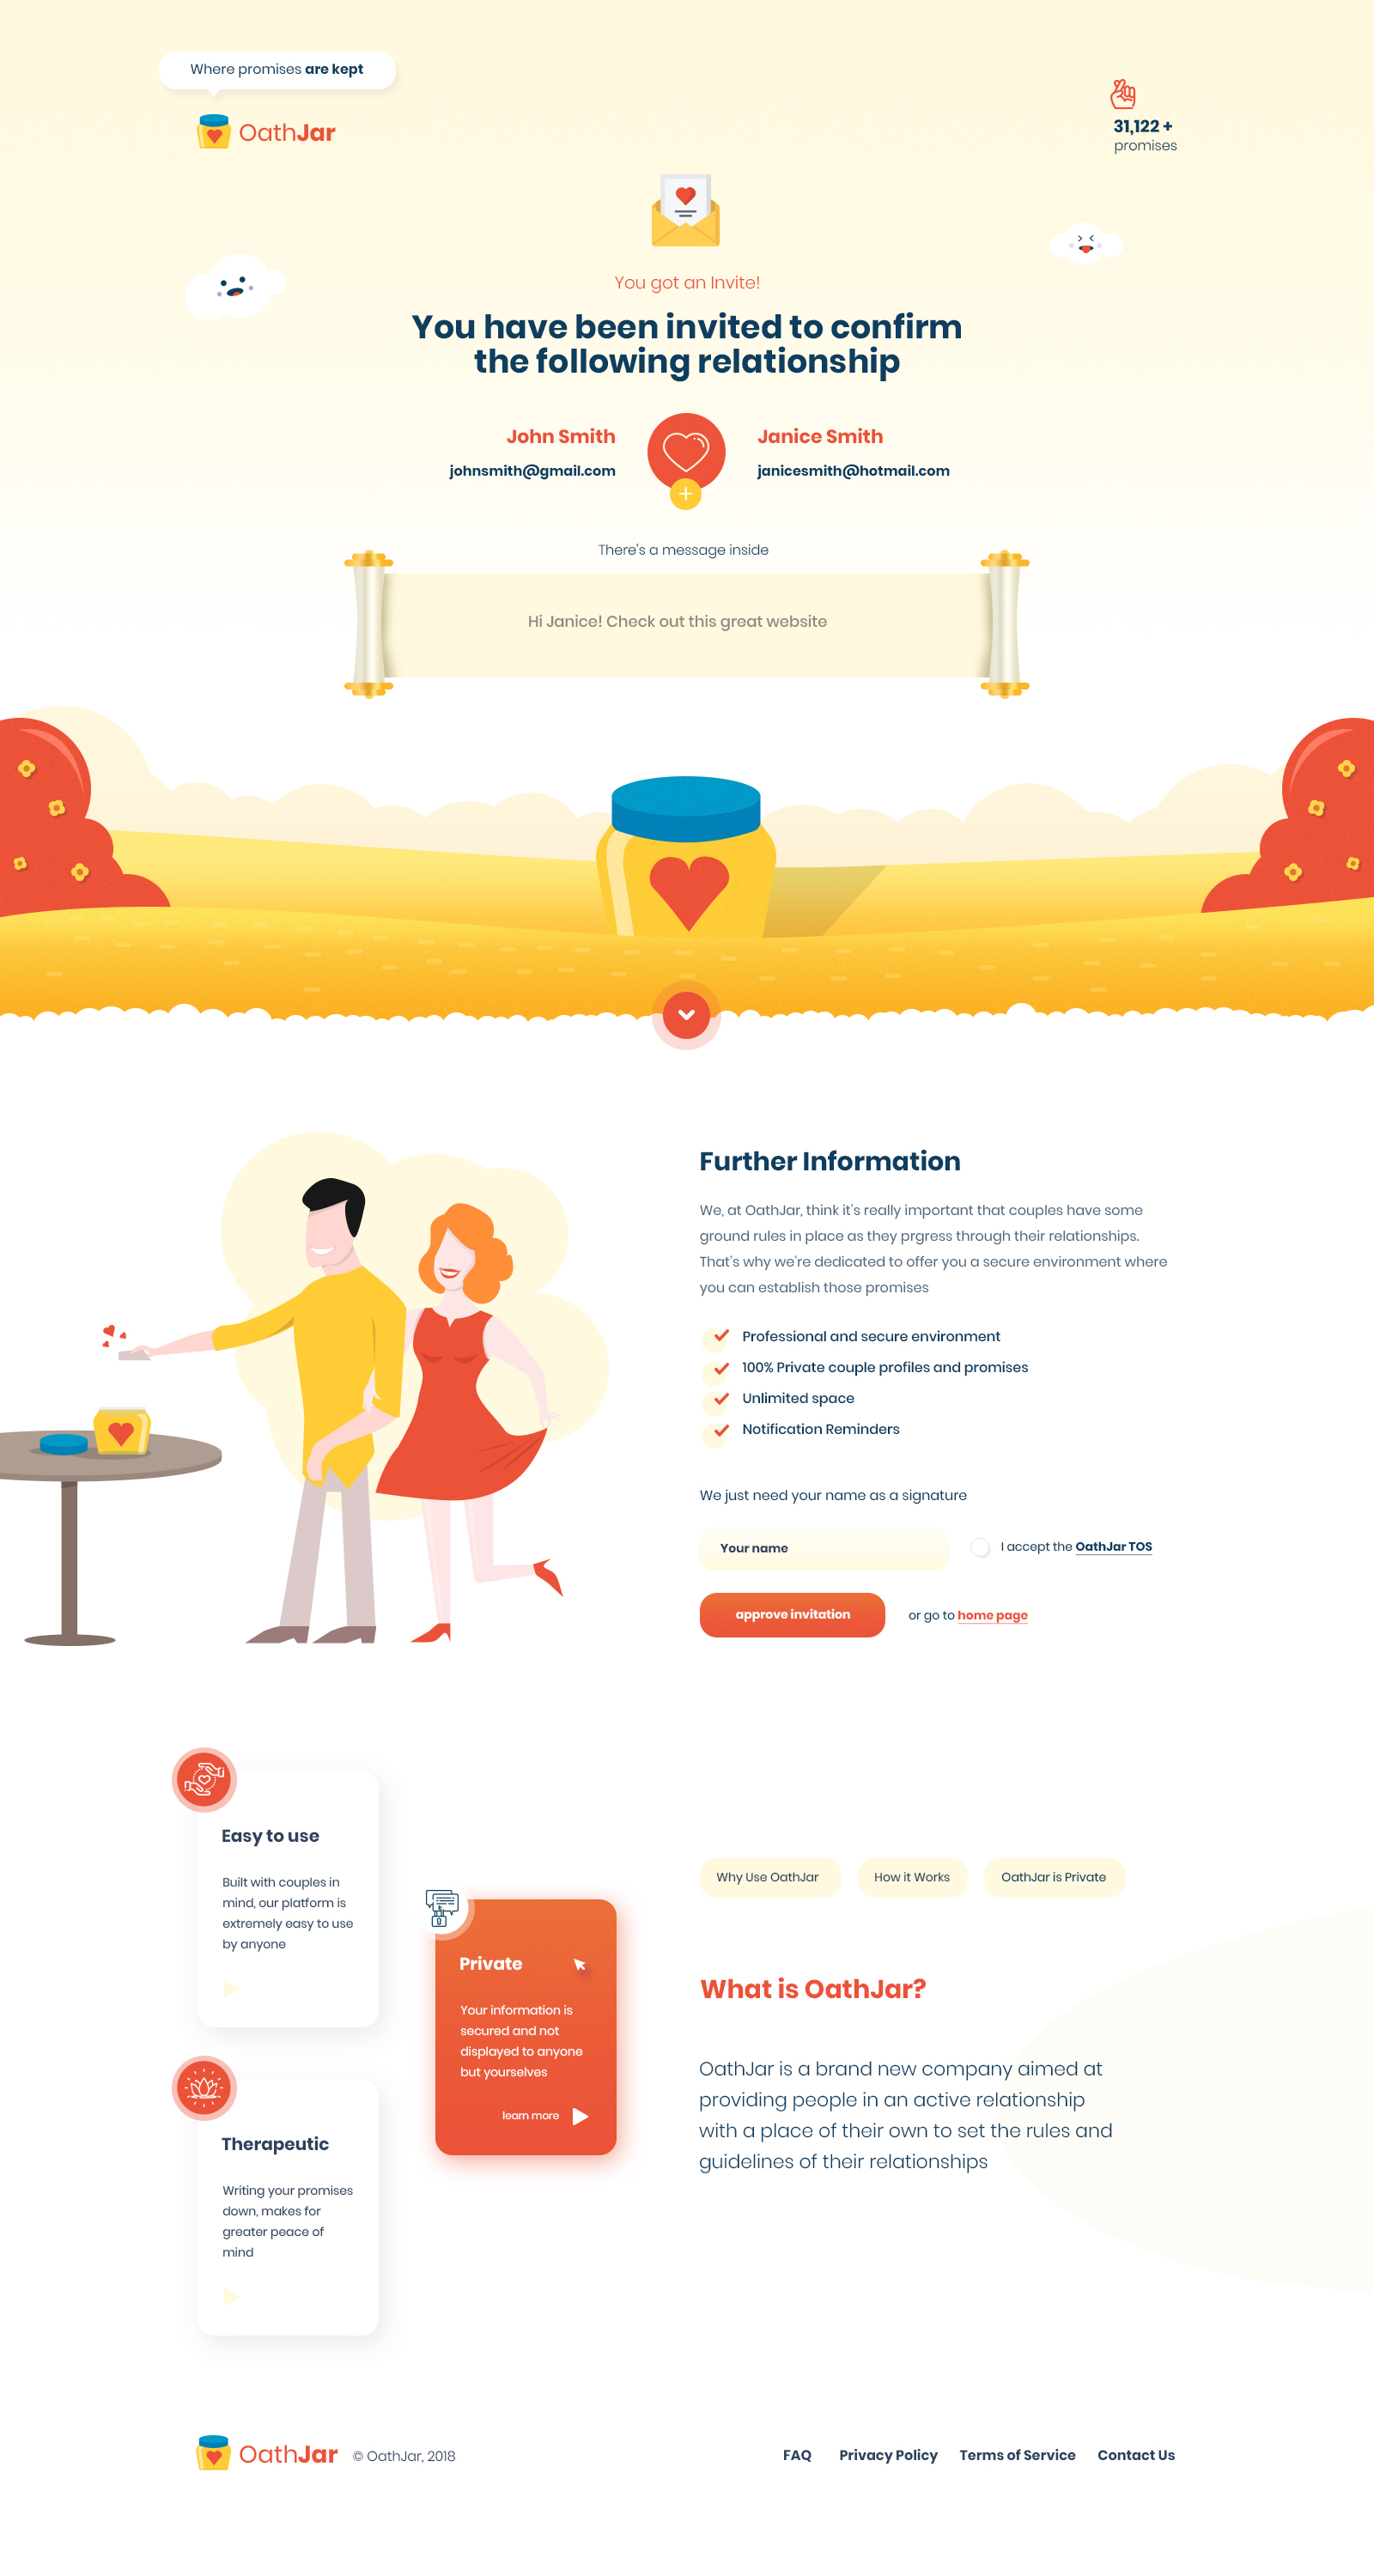 Where promises are kept
OathJar
31,122 +
promises
You got an Invite!
You have been invited to confirm
the following relationship
John Smith
johnsmith@gmail.com
Janice Smith
janicesmith@hotmail.com
There's a message inside
Hi Janice! Check out this great website
Further Information
We, at OathJar, think it's really important that couples have some
ground rules in place as they prgress through their relationships.
That's why we're dedicated to offer you a secure environment where
you can establish those promises
Professional and secure environment
100% Private couple profiles and promises
Unlimited space
Notification Reminders
We just need your name as a signature
Your name
I accept the OathJar TOS
approve invitation
or go to home page
Easy to use
Built with couples in
mind, our platform is
extremely easy to use
by anyone
Private
Your information is
secured and not
displayed to anyone
but yourselves
learn more
Therapeutic
Writing your promises
down, makes for
greater peace of
mind
Why Use OathJar
How it Works
OathJar is Private
What is OathJar?
OathJar is a brand new company aimed at
providing people in an active relationship
with a place of their own to set the rules and
guidelines of their relationships
OathJar
© OathJar, 2018
FAQ
Privacy Policy
Terms of Service
Contact Us